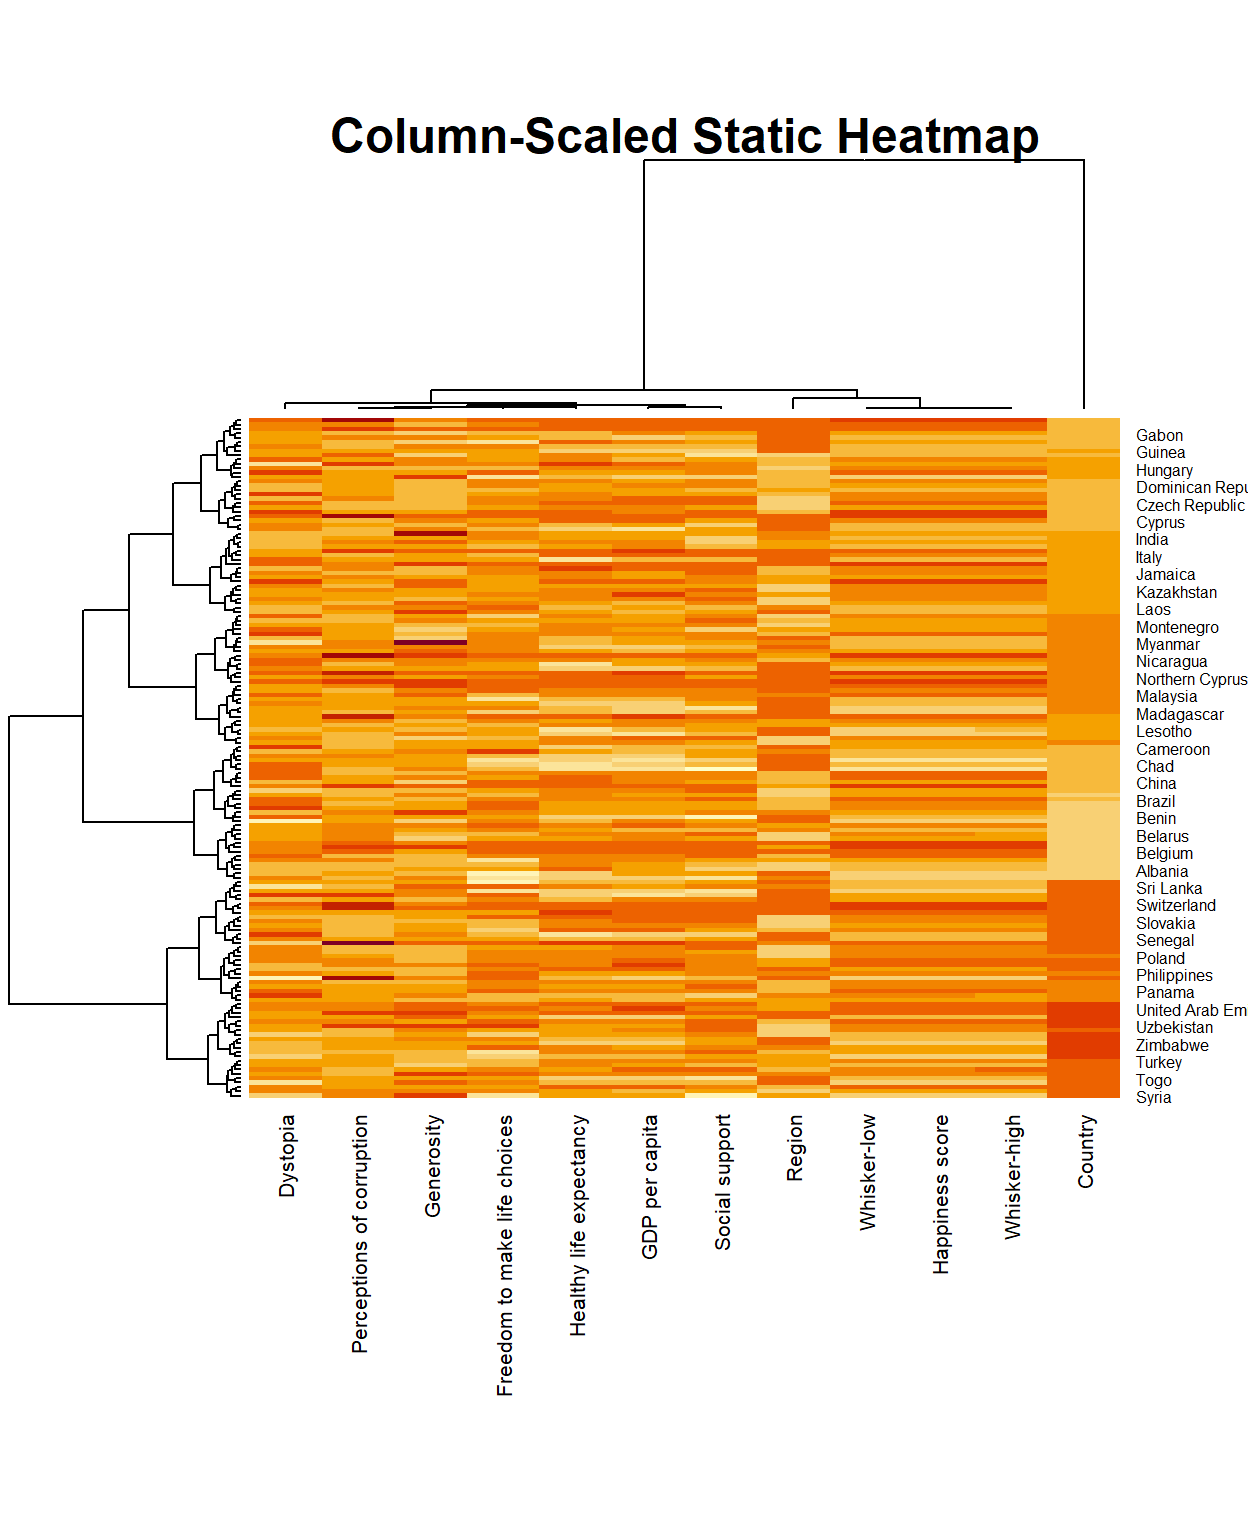 Column-Scaled Static Heatmap
Gabon
Guinea
Hungary
Dominican Repu
Czech Republic
Cyprus
India
Italy
Jamaica
Kazakhstan
Laos
Montenegro
Myanmar
Nicaragua
Northern Cyprus
Malaysia
Madagascar
Lesotho
Cameroon
Chad
China
Brazil
Benin
Belarus
Belgium
Albania
Sri Lanka
Switzerland
Slovakia
Senegal
Poland
Philippines
Panama
United Arab Em
Uzbekistan
Zimbabwe
Turkey
Togo
Syria
Dystopia
Perceptions of corruption
Generosity
Freedom to make life choices
Healthy life expectancy
GDP per capita
Social support
Region
Whisker-low
Happiness score
Whisker-high
Country